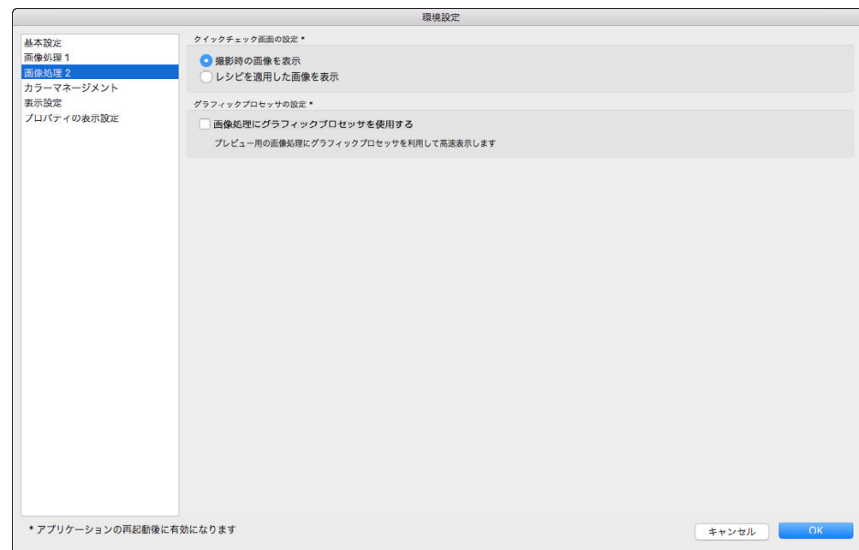 環境設定
基本設定
画像処理 1
画像処理 2
カラーマネージメント
表示設定
プロパティの表示設定
クイックチェック画面の設定 *
撮影時の画像を表示
レシピを適用した画像を表示
グラフィックプロセッサの設定 *
画像処理にグラフィックプロセッサを使用する
プレビュー用の画像処理にグラフィックプロセッサを利用して高速表示します
* アプリケーションの再起動後に有効になります
キャンセル
OK